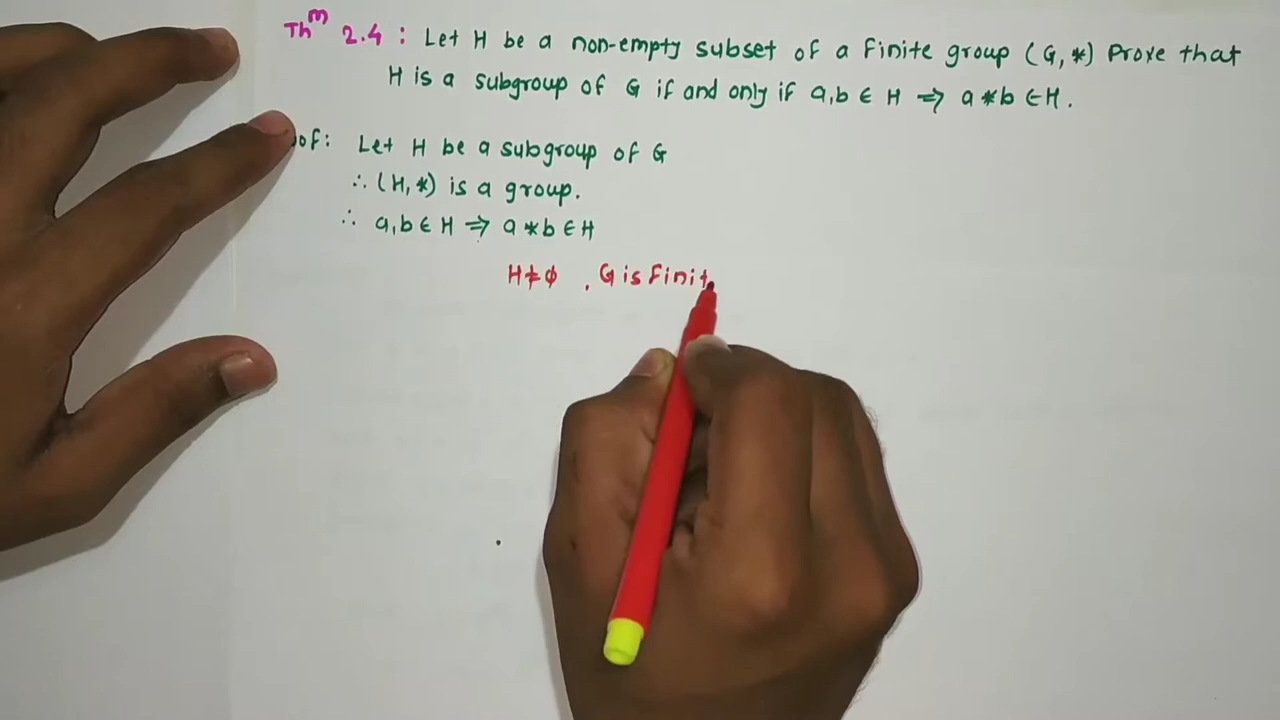 Thm 2.4 : Let H be a non-empty subset of a finite group (G, *) Prove that
H is a subgroup of G if and only if a,b ∈ H ⇒ a * b ∈ H.
of: Let H be a subgroup of G
∴ (H, *) is a group.
∴ a,b ∈ H ⇒ a * b ∈ H
H ≠ ϕ , G is finit